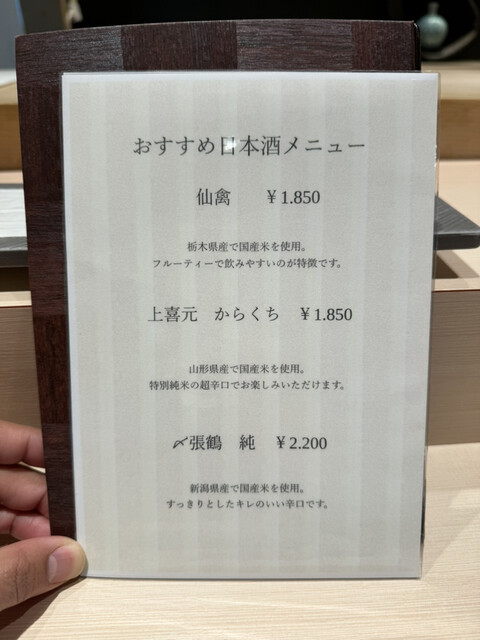 おすすめ日本酒メニュー
仙禽　￥1.850
栃木県産で国産米を使用。
フルーティーで飲みやすいのが特徴です。
上喜元　からくち　￥1.850
山形県産で国産米を使用。
特別純米の超辛口でお楽しみいただけます。
〆張鶴　純　￥2.200
新潟県産で国産米を使用。
すっきりとしたキレのいい辛口です。